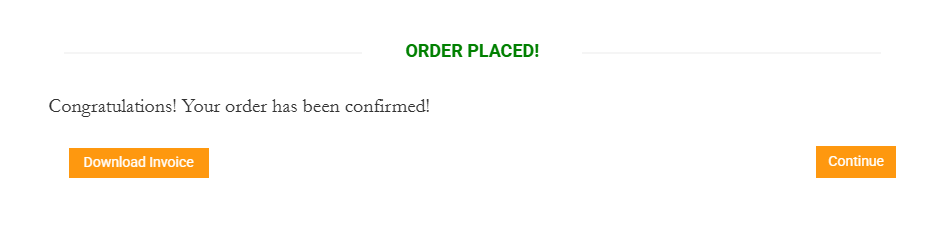 ORDER PLACED!
Congratulations! Your order has been confirmed!
Download Invoice
Continue